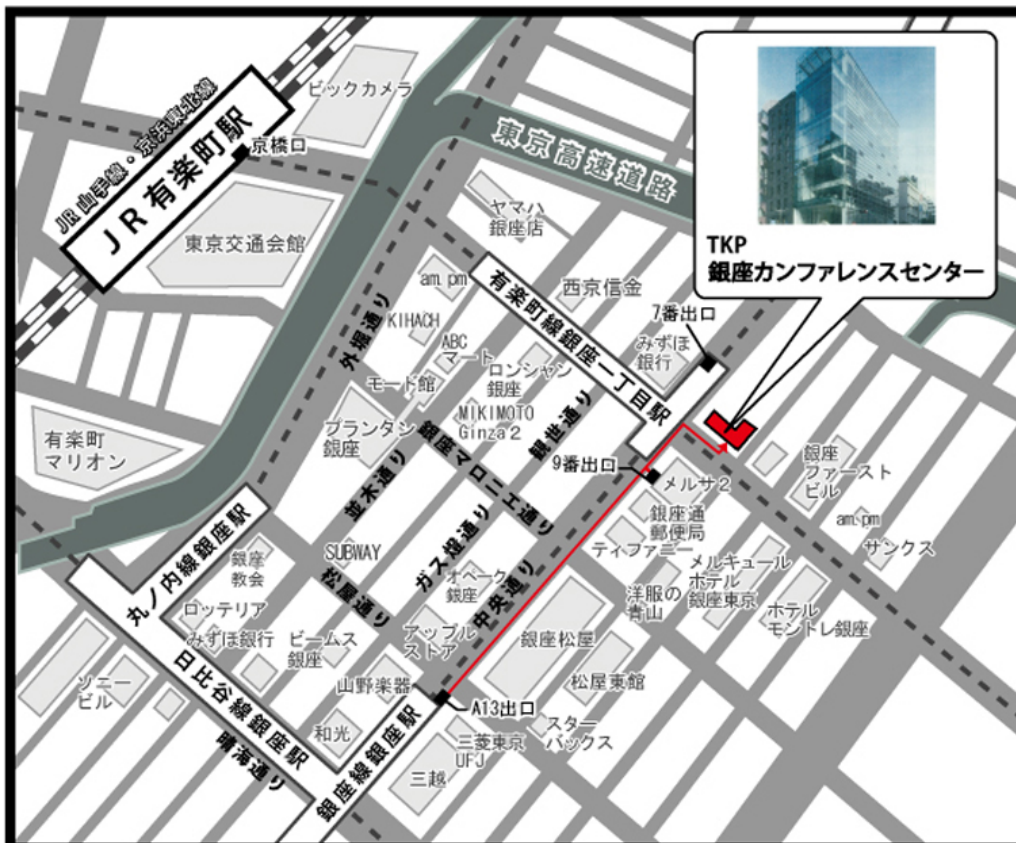 ビックカメラ
JR山手線・京浜東北線
JR有楽町駅
京橋口
東京交通会館
東京高速道路
ヤマハ
銀座店
TKP
銀座カンファレンスセンター
am.pm
有楽町線銀座一丁目駅
西京信金
7番出口
外堀通り
KIHACH
ABC
マート
みずほ
銀行
モード館
ロンシャン
銀座
MIKIMOTO
Ginza2
観世通り
有楽町
マリオン
プランタン
銀座
銀座マロニエ通り
9番出口
メルサ2
銀座
ファースト
ビル
並木通り
銀座通
郵便局
am.pm
サンクス
丸ノ内線銀座駅
銀座
教会
SUBWAY
ガス燈通り
ティファニー
メルキュール
ホテル
銀座東京
松屋通り
オペーク
銀座
中央通り
洋服の
青山
ホテル
モントレ銀座
ロッテリア
みずほ銀行
ビームス
銀座
アップル
ストア
銀座松屋
ソニー
ビル
日比谷線銀座駅
山野楽器
A13出口
松屋東館
和光
晴海通り
銀座線銀座駅
三越
三菱東京
UFJ
スター
バックス